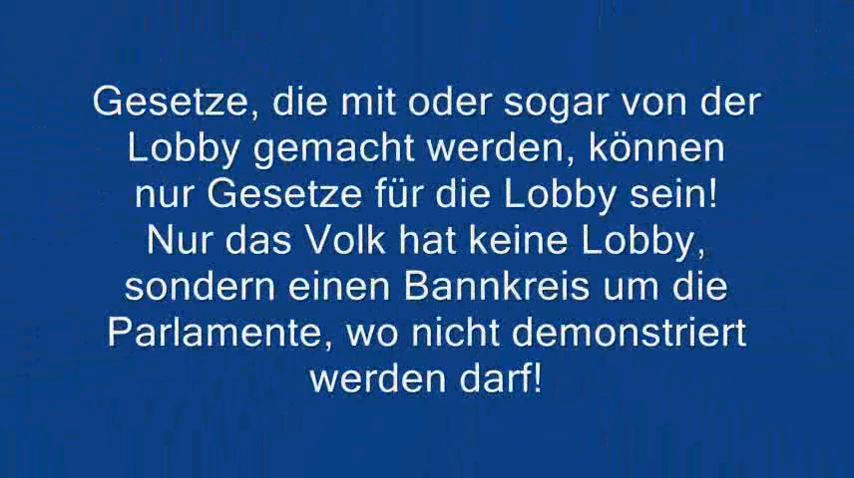 Gesetze, die mit oder sogar von der
Lobby gemacht werden, können
nur Gesetze für die Lobby sein!
Nur das Volk hat keine Lobby,
sondern einen Bannkreis um die
Parlamente, wo nicht demonstriert
werden darf!